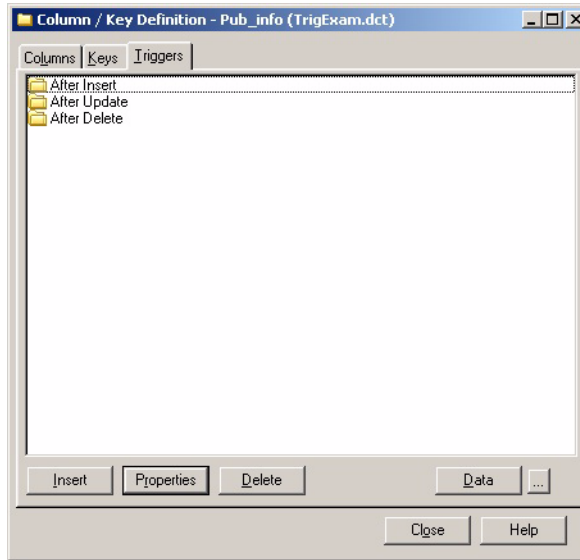 Column / Key Definition - Pub_info (TrigExam.dct)
Columns Keys Triggers
After Insert
After Update
After Delete
Insert Properties Delete Data ...
Close Help